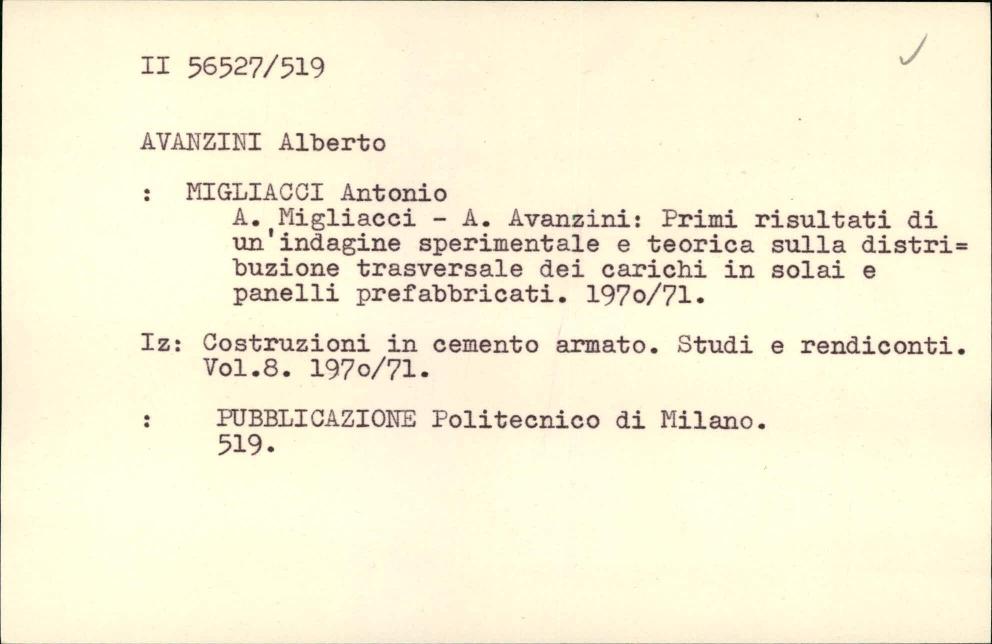 II 56527/519
AVANZINI Alberto
: MIGLIACCI Antonio
A. Migliacci - A. Avanzini: Primi risultati di
un'indagine sperimentale e teorica sulla distri=
buzione trasversale dei carichi in solai e
panelli prefabbricati. 197o/71.
Iz: Costruzioni in cemento armato. Studi e rendiconti.
Vol.8. 197o/71.
: PUBBLICAZIONE Politecnico di Milano.
519.